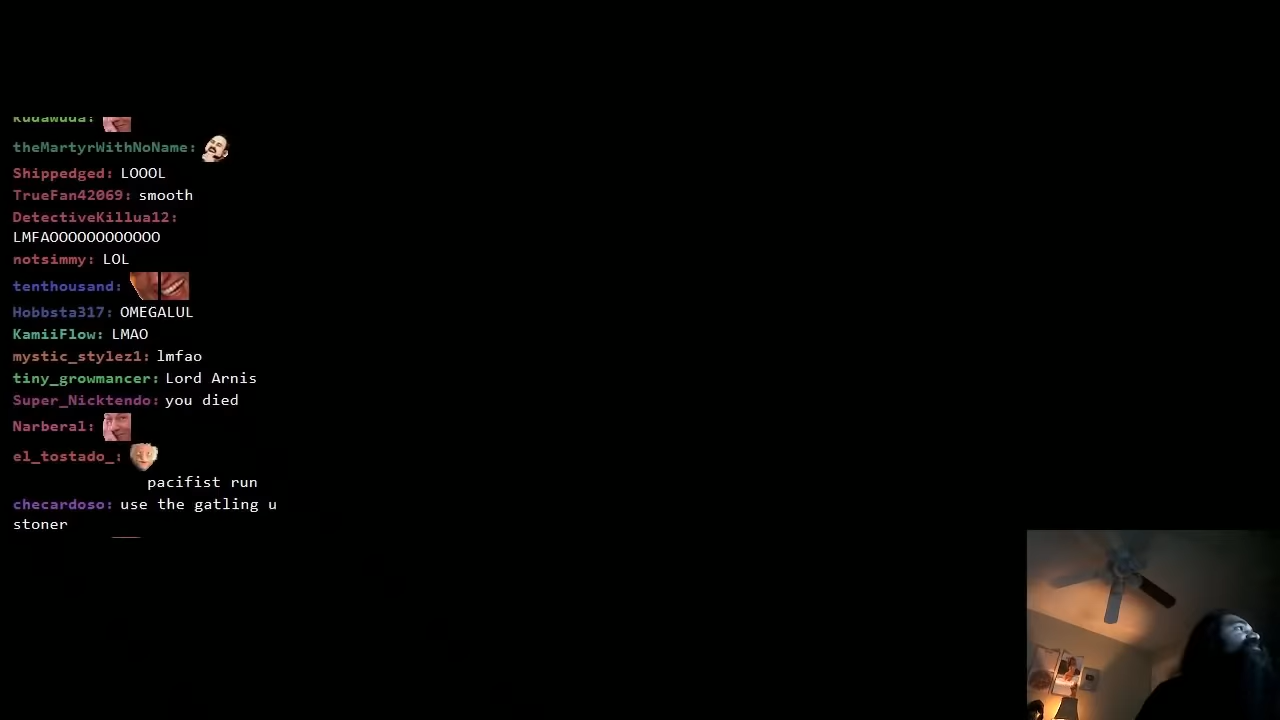 Kudawuda:
theMartyrWithNoName:
Shippedged: LOOOL
TrueFan42069: smooth
DetectiveKillua12:
LMFAOOOOOOOOOOOO
notsimmy: LOL
tenthousand:
Hobbsta317: OMEGALUL
KamiiFlow: LMAO
mystic_stylez1: lmfao
tiny_growmancer: Lord Arnis
Super_Nicktendo: you died
Narberal:
el_tostado_:
pacifist run
checardoso: use the gatling u
stoner